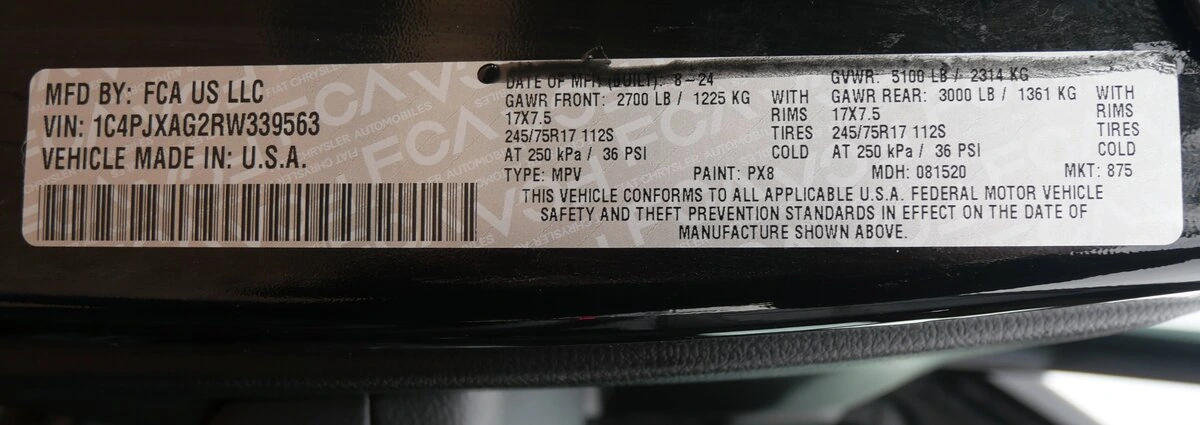 MFD BY: FCA US LLC
VIN: 1C4PJXAG2RW339563
VEHICLE MADE IN: U.S.A.
DATE OF MFR (BUILT): 8-24
GVWR: 5100 LB / 2314 KG
GAWR FRONT: 2700 LB / 1225 KG WITH
17X7.5 RIMS
245/75R17 112S TIRES
AT 250 kPa / 36 PSI COLD
GAWR REAR: 3000 LB / 1361 KG WITH
17X7.5 RIMS
245/75R17 112S TIRES
AT 250 kPa / 36 PSI COLD
TYPE: MPV PAINT: PX8 MDH: 081520 MKT: 875
THIS VEHICLE CONFORMS TO ALL APPLICABLE U.S.A. FEDERAL MOTOR VEHICLE
SAFETY AND THEFT PREVENTION STANDARDS IN EFFECT ON THE DATE OF
MANUFACTURE SHOWN ABOVE.